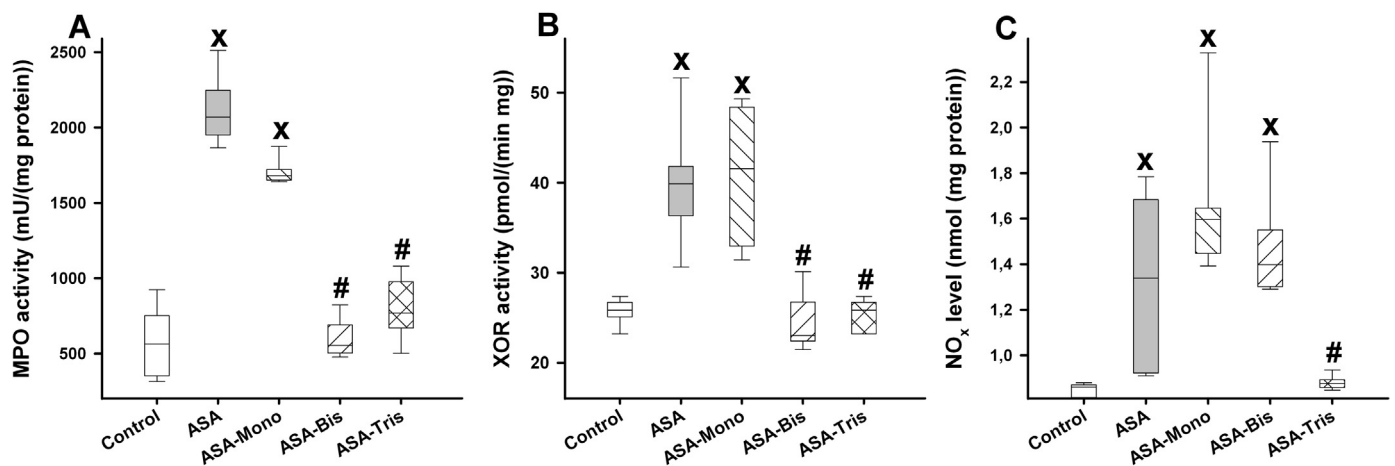 A
MPO activity (mU/(mg protein))
2500
2000
1500
1000
500
X
X
#
#
Control
ASA
ASA-Mono
ASA-Bis
ASA-Tris
B
XOR activity (pmol/(min mg))
50
40
30
20
X
X
#
#
Control
ASA
ASA-Mono
ASA-Bis
ASA-Tris
C
NOx level (nmol (mg protein))
2,2
2,0
1,8
1,6
1,4
1,2
1,0
X
X
X
#
Control
ASA
ASA-Mono
ASA-Bis
ASA-Tris